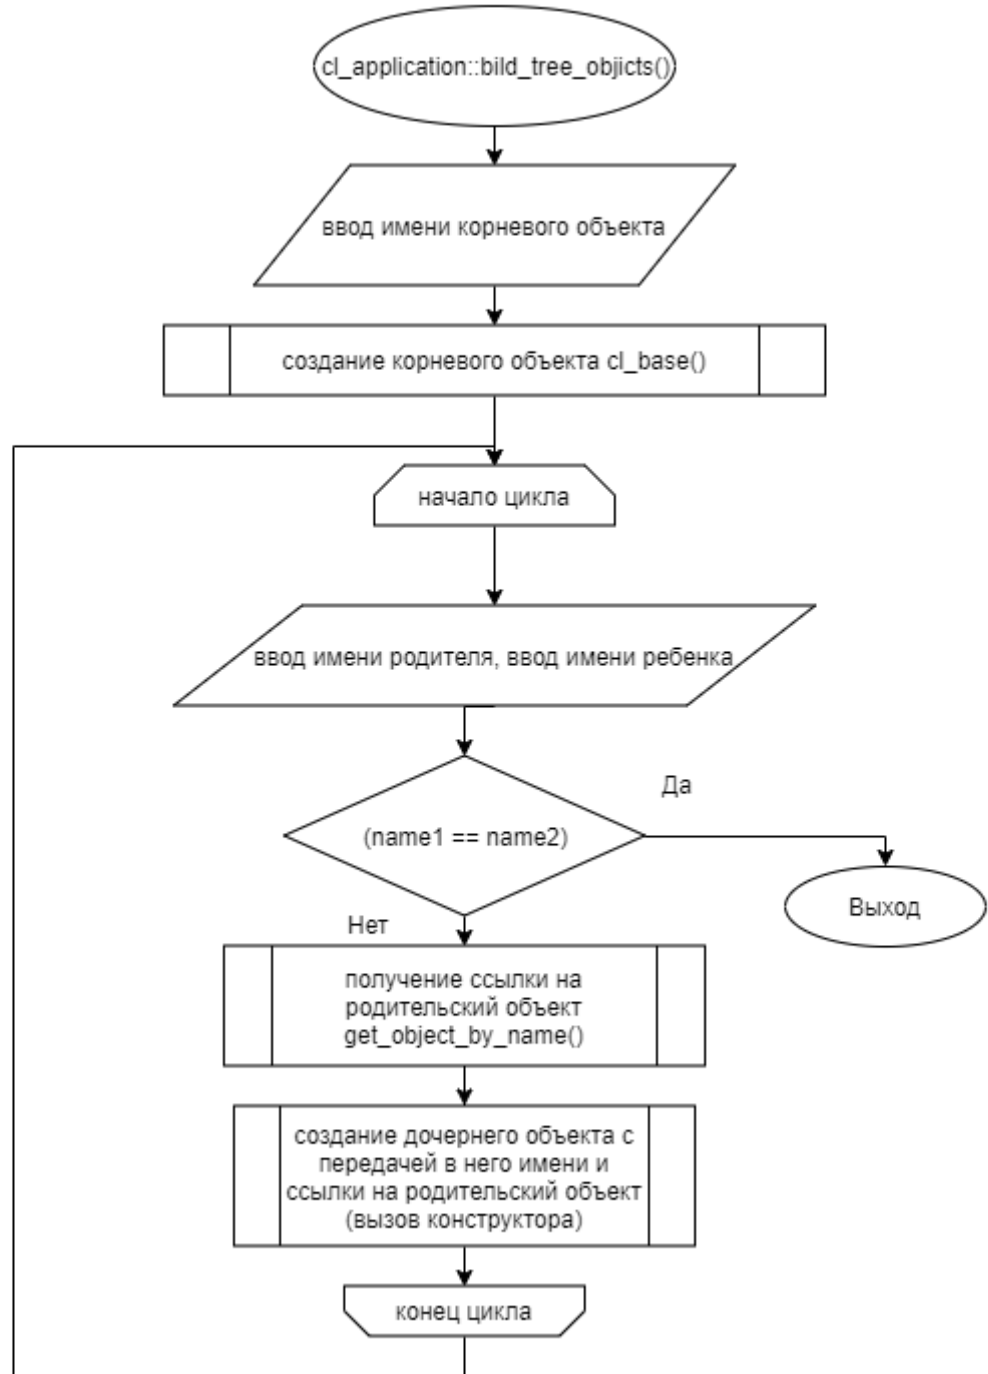 cl_application::bild_tree_objicts()
ввод имени корневого объекта
создание корневого объекта cl_base()
начало цикла
ввод имени родителя, ввод имени ребенка
Да
(name1 == name2)
Выход
Нет
получение ссылки на
родительский объект
get_object_by_name()
создание дочернего объекта с
передачей в него имени и
ссылки на родительский объект
(вызов конструктора)
конец цикла